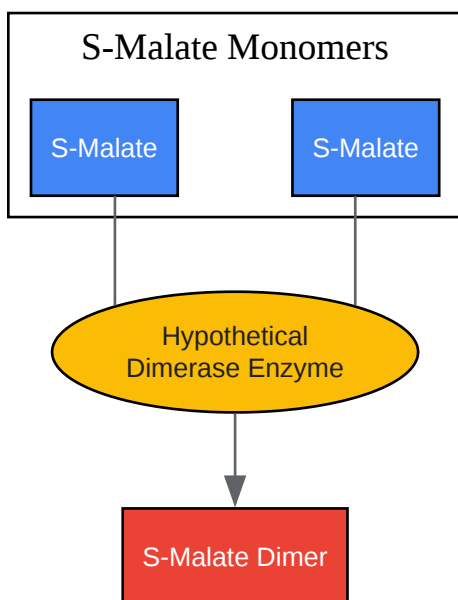 S-Malate Monomers
S-Malate
S-Malate
Hypothetical
Dimerase Enzyme
S-Malate Dimer